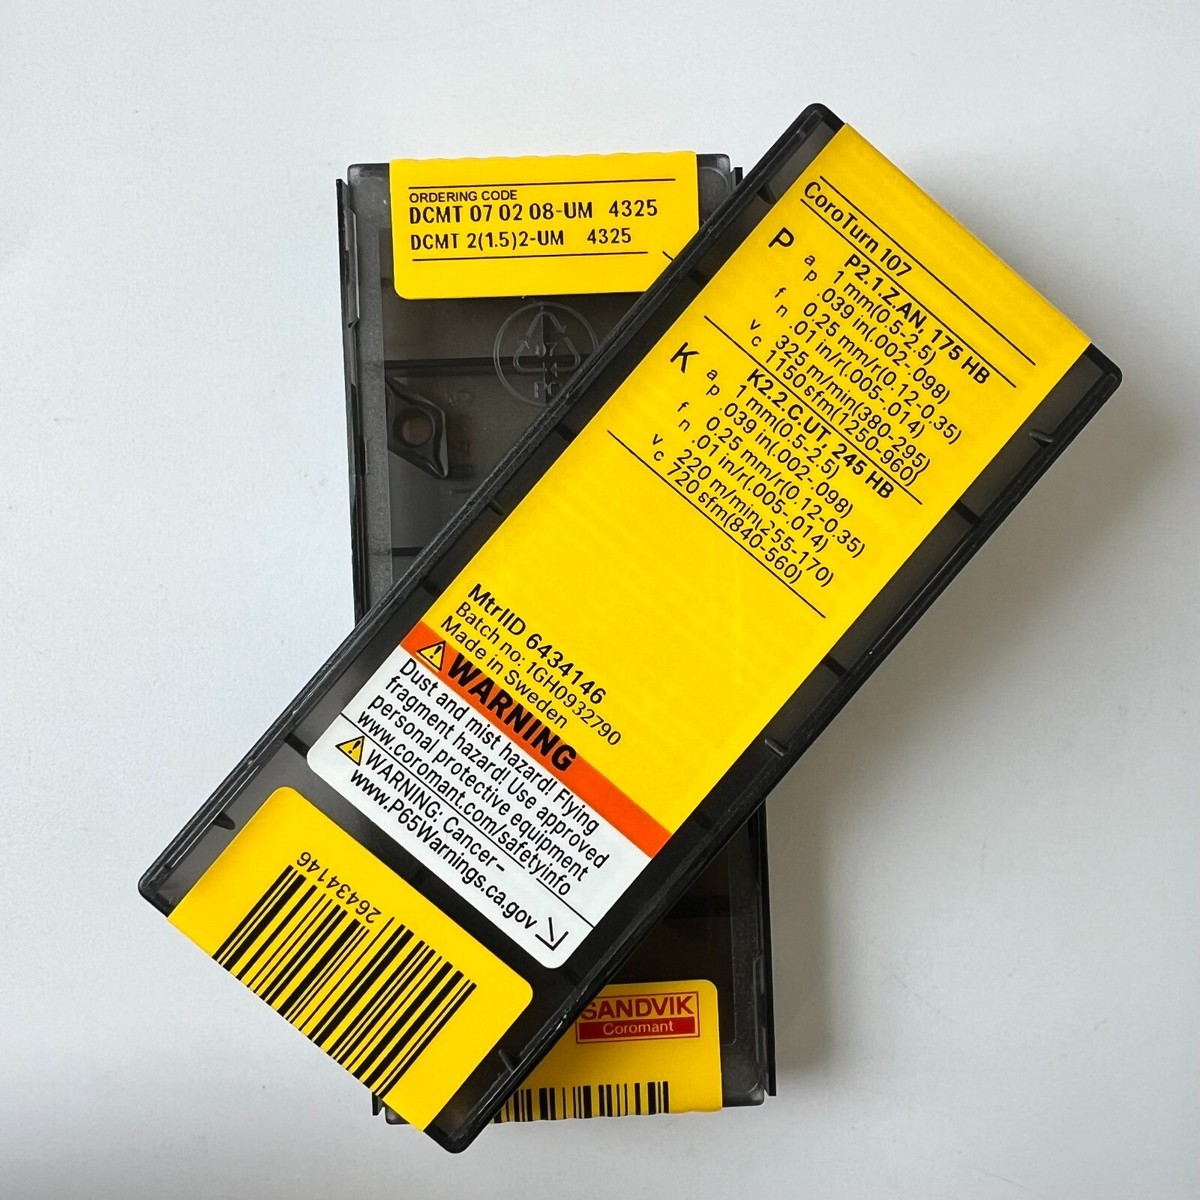 ORDERING CODE
DCMT 07 02 08-UM 4325
DCMT 2(1.5)2-UM 4325
CoroTurn 107
P P2.1.Z.AN, 175 HB
ap 1 mm(0.5-2.5)
.039 in(.002-.098)
fn 0.25 mm/r(0.12-0.35)
.01 in/r(.005-.014)
vc 325 m/min(380-295)
1150 sfm(1250-960)
K K2.2.C.UT, 245 HB
ap 1 mm(0.5-2.5)
.039 in(.002-.098)
fn 0.25 mm/r(0.12-0.35)
.01 in/r(.005-.014)
vc 220 m/min(255-170)
720 sfm(840-560)
MtrlID 6434146
Batch no: 1GH0932790
Made in Sweden
WARNING
Dust and mist hazard! Flying
fragment hazard! Use approved
personal protective equipment
www.coromant.com/safetyinfo
WARNING: Cancer-
www.P65Warnings.ca.gov
26434146
SANDVIK
Coromant